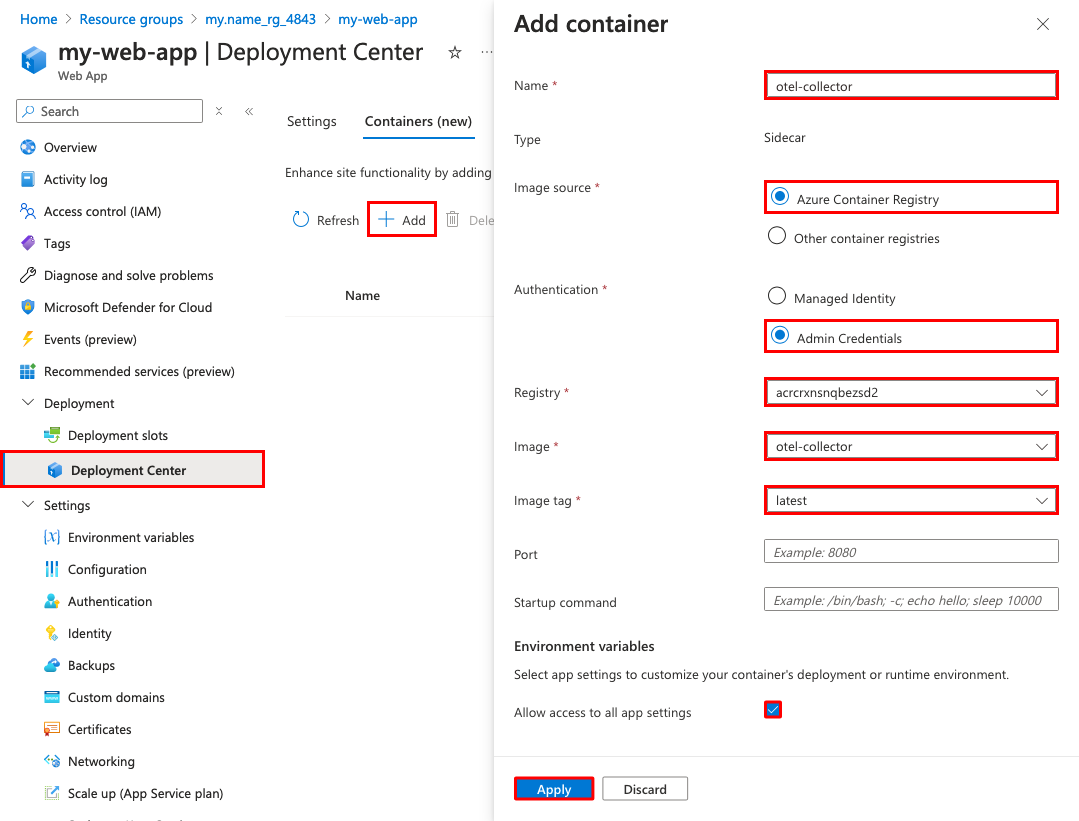 Home > Resource groups > my.name_rg_4843 > my-web-app
my-web-app | Deployment Center
Web App
Search
Overview
Activity log
Access control (IAM)
Tags
Diagnose and solve problems
Microsoft Defender for Cloud
Events (preview)
Recommended services (preview)
Deployment
Deployment slots
Deployment Center
Settings
Environment variables
Configuration
Authentication
Identity
Backups
Custom domains
Certificates
Networking
Scale up (App Service plan)
Settings
Containers (new)
Enhance site functionality by adding
Refresh
Add
Dele
Name
Add container
Name *
otel-collector
Type
Sidecar
Image source *
Azure Container Registry
Other container registries
Authentication *
Managed Identity
Admin Credentials
Registry *
acrcrxnsnqbezsd2
Image *
otel-collector
Image tag *
latest
Port
Example: 8080
Startup command
Example: /bin/bash; -c; echo hello; sleep 10000
Environment variables
Select app settings to customize your container's deployment or runtime environment.
Allow access to all app settings
Apply
Discard